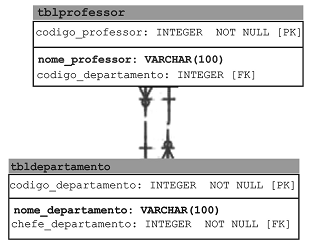 tblprofessor
codigo_professor: INTEGER NOT NULL [PK]
nome_professor: VARCHAR(100)
codigo_departamento: INTEGER [FK]
tbldepartamento
codigo_departamento: INTEGER NOT NULL [PK]
nome_departamento: VARCHAR(100)
chefe_departamento: INTEGER NOT NULL [FK]